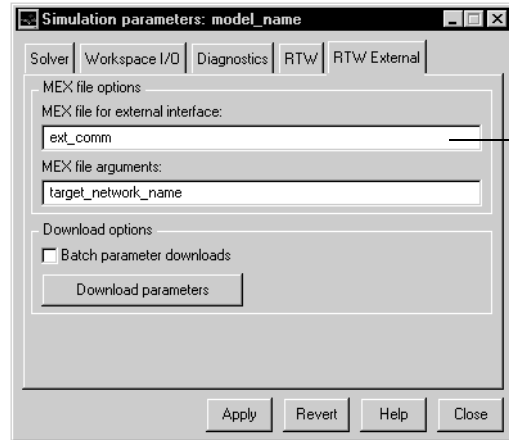 Simulation parameters: model_name
Solver Workspace I/O Diagnostics RTW RTW External
MEX file options
MEX file for external interface:
ext_comm
MEX file arguments:
target_network_name
Download options
Batch parameter downloads
Download parameters
Apply Revert Help Close